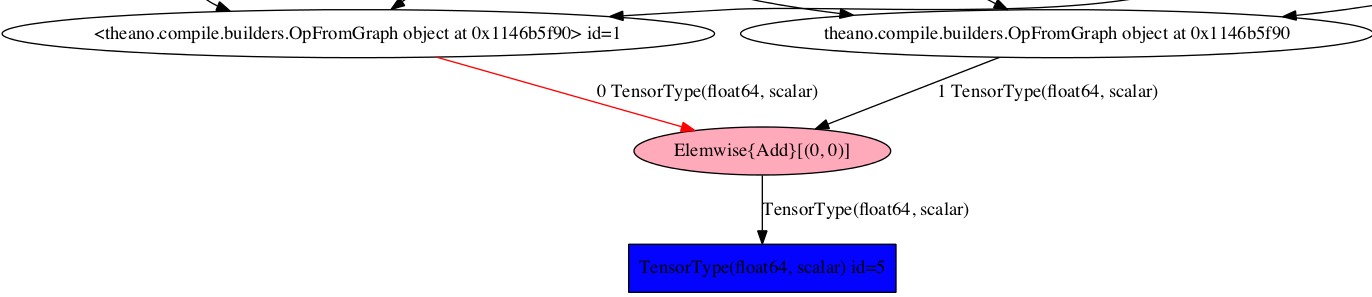 <theano.compile.builders.OpFromGraph object at 0x1146b5f90> id=1
theano.compile.builders.OpFromGraph object at 0x1146b5f90
0 TensorType(float64, scalar)
1 TensorType(float64, scalar)
Elemwise{Add}[(0, 0)]
TensorType(float64, scalar)
TensorType(float64, scalar) id=5